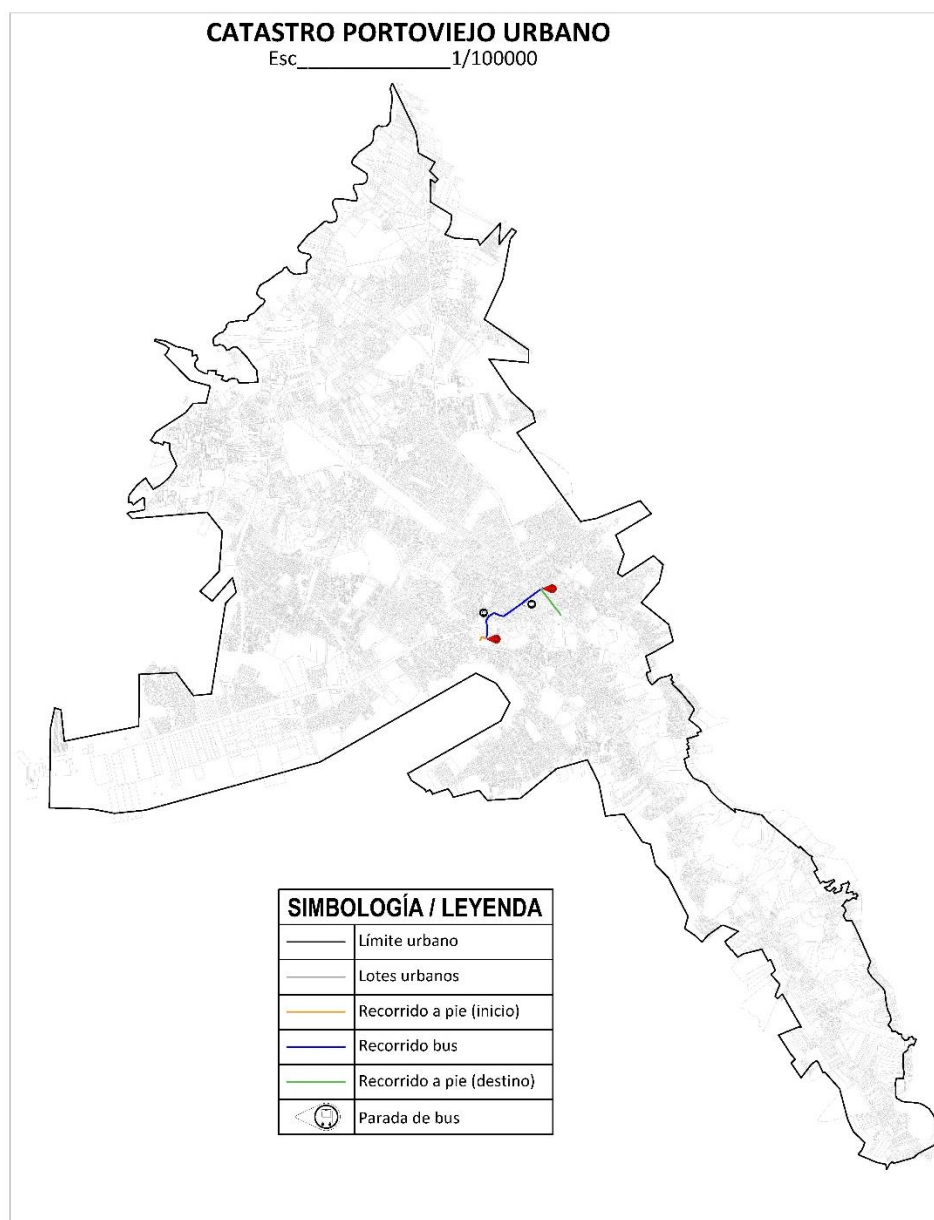 CATASTRO PORTOVIEJO URBANO
Esc______________1/100000
SIMBOLOGÍA / LEYENDA
Límite urbano
Lotes urbanos
Recorrido a pie (inicio)
Recorrido bus
Recorrido a pie (destino)
Parada de bus